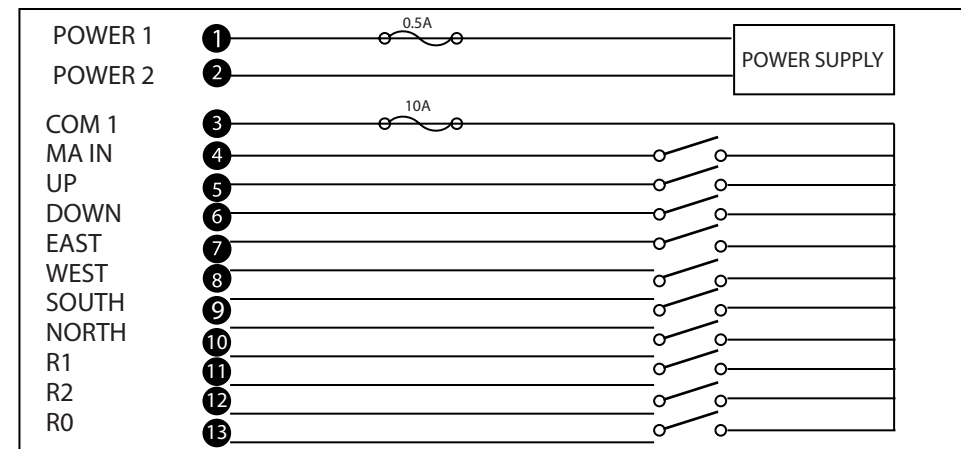 0.5A
POWER 1 1
POWER SUPPLY
POWER 2 2
10A
COM 1 3
MA IN 4
UP 5
DOWN 6
EAST 7
WEST 8
SOUTH 9
NORTH 10
R1 11
R2 12
R0 13